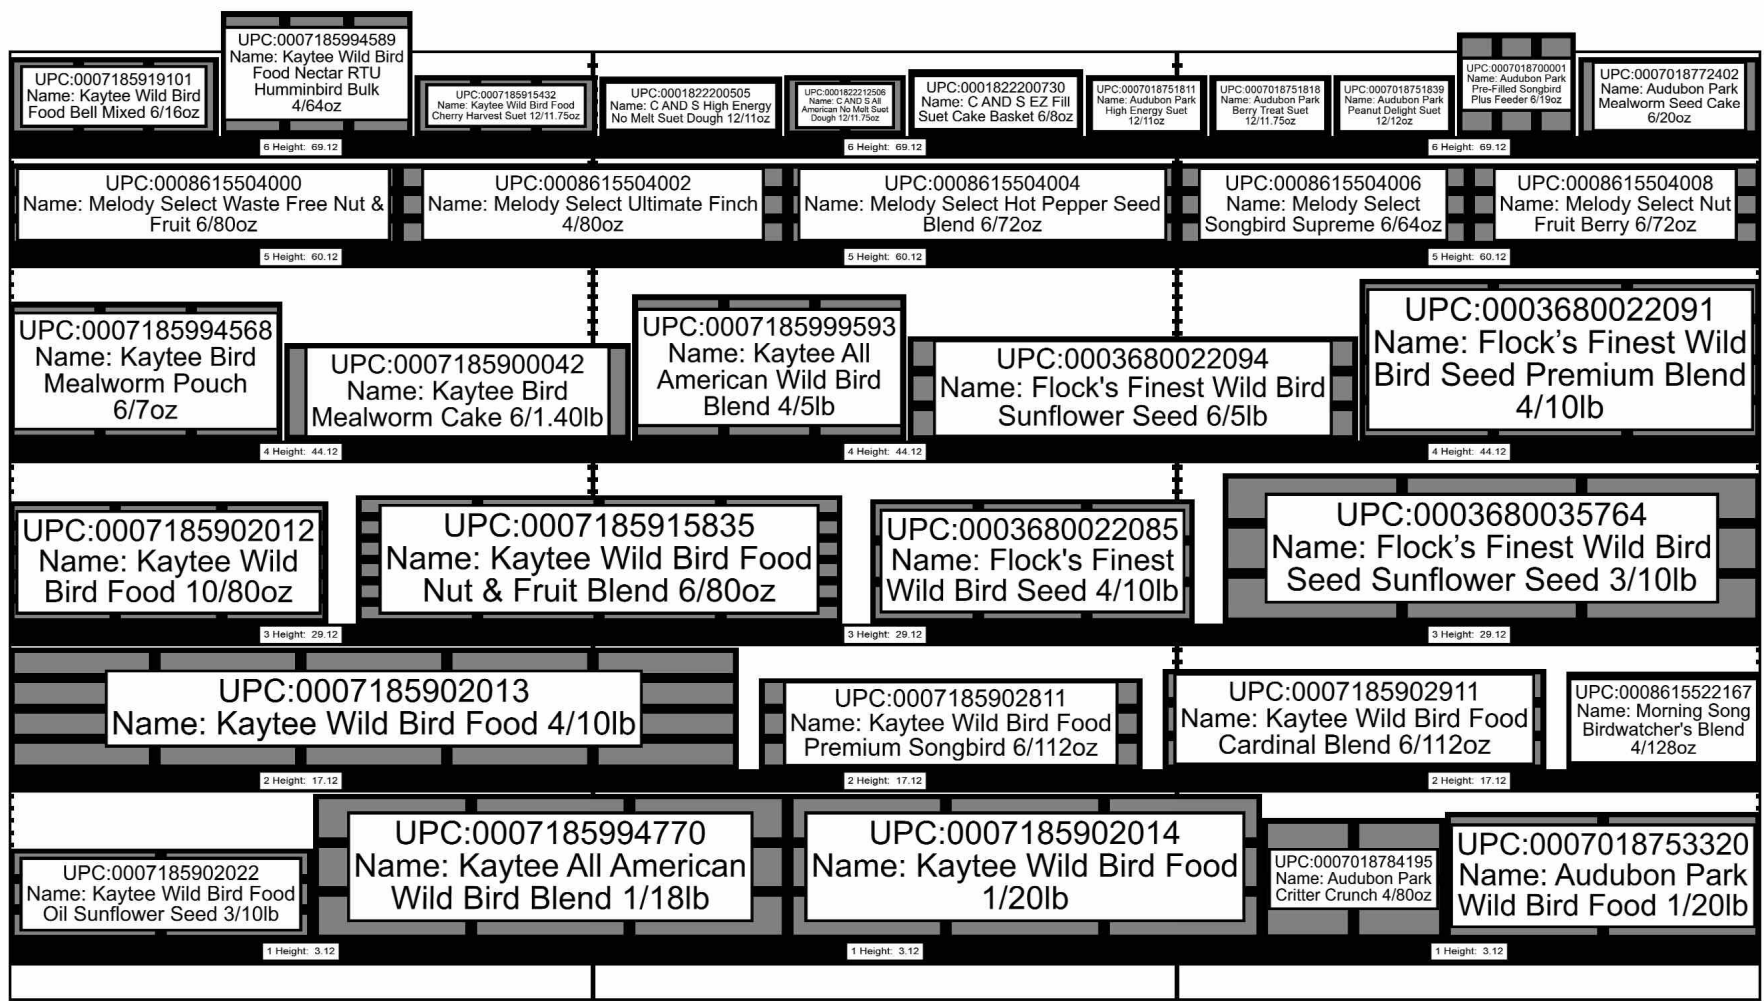 UPC:0007185919101
Name: Kaytee Wild Bird
Food Bell Mixed 6/16oz
UPC:0007185994589
Name: Kaytee Wild Bird
Food Nectar RTU
Humminbird Bulk
4/64oz
UPC:0007185915432
Name: Kaytee Wild Bird Food
Cherry Harvest Suet 12/11.75oz
UPC:0001822200505
Name: C AND S High Energy
No Melt Suet Dough 12/11oz
UPC:0001822212506
Name: C AND S All
American No Melt Suet
Dough 12/11.75oz
UPC:0001822200730
Name: C AND S EZ Fill
Suet Cake Basket 6/8oz
UPC:0007018751811
Name: Audubon Park
High Energy Suet
12/11oz
UPC:0007018751818
Name: Audubon Park
Berry Treat Suet
12/11.75oz
UPC:0007018751839
Name: Audubon Park
Peanut Delight Suet
12/12oz
UPC:0007018700001
Name: Audubon Park
Pre-Filled Songbird
Plus Feeder 6/19oz
UPC:0007018772402
Name: Audubon Park
Mealworm Seed Cake
6/20oz
6 Height: 69.12
6 Height: 69.12
6 Height: 69.12
UPC:0008615504000
Name: Melody Select Waste Free Nut &
Fruit 6/80oz
UPC:0008615504002
Name: Melody Select Ultimate Finch
4/80oz
UPC:0008615504004
Name: Melody Select Hot Pepper Seed
Blend 6/72oz
UPC:0008615504006
Name: Melody Select
Songbird Supreme 6/64oz
UPC:0008615504008
Name: Melody Select Nut
Fruit Berry 6/72oz
5 Height: 60.12
5 Height: 60.12
5 Height: 60.12
UPC:0007185994568
Name: Kaytee Bird
Mealworm Pouch
6/7oz
UPC:0007185900042
Name: Kaytee Bird
Mealworm Cake 6/1.40lb
UPC:0007185999593
Name: Kaytee All
American Wild Bird
Blend 4/5lb
UPC:0003680022094
Name: Flock's Finest Wild Bird
Sunflower Seed 6/5lb
UPC:0003680022091
Name: Flock’s Finest Wild
Bird Seed Premium Blend
4/10lb
4 Height: 44.12
4 Height: 44.12
4 Height: 44.12
UPC:0007185902012
Name: Kaytee Wild
Bird Food 10/80oz
UPC:0007185915835
Name: Kaytee Wild Bird Food
Nut & Fruit Blend 6/80oz
UPC:0003680022085
Name: Flock's Finest
Wild Bird Seed 4/10lb
UPC:0003680035764
Name: Flock’s Finest Wild Bird
Seed Sunflower Seed 3/10lb
3 Height: 29.12
3 Height: 29.12
3 Height: 29.12
UPC:0007185902013
Name: Kaytee Wild Bird Food 4/10lb
UPC:0007185902811
Name: Kaytee Wild Bird Food
Premium Songbird 6/112oz
UPC:0007185902911
Name: Kaytee Wild Bird Food
Cardinal Blend 6/112oz
UPC:0008615522167
Name: Morning Song
Birdwatcher's Blend
4/128oz
2 Height: 17.12
2 Height: 17.12
2 Height: 17.12
UPC:0007185902022
Name: Kaytee Wild Bird Food
Oil Sunflower Seed 3/10lb
UPC:0007185994770
Name: Kaytee All American
Wild Bird Blend 1/18lb
UPC:0007185902014
Name: Kaytee Wild Bird Food
1/20lb
UPC:0007018784195
Name: Audubon Park
Critter Crunch 4/80oz
UPC:0007018753320
Name: Audubon Park
Wild Bird Food 1/20lb
1 Height: 3.12
1 Height: 3.12
1 Height: 3.12